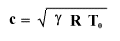 c = √ γ R T₀